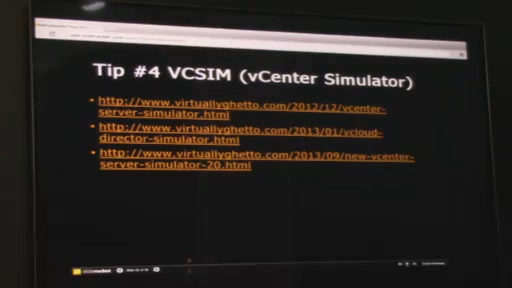 Tip #4 VCSIM (vCenter Simulator)
• http://www.virtuallyghetto.com/2012/12/vcenter-
server-simulator.html
• http://www.virtuallyghetto.com/2013/01/vcloud-
director-simulator.html
• http://www.virtuallyghetto.com/2013/09/new-vcenter-
server-simulator-20.html
sliderocket